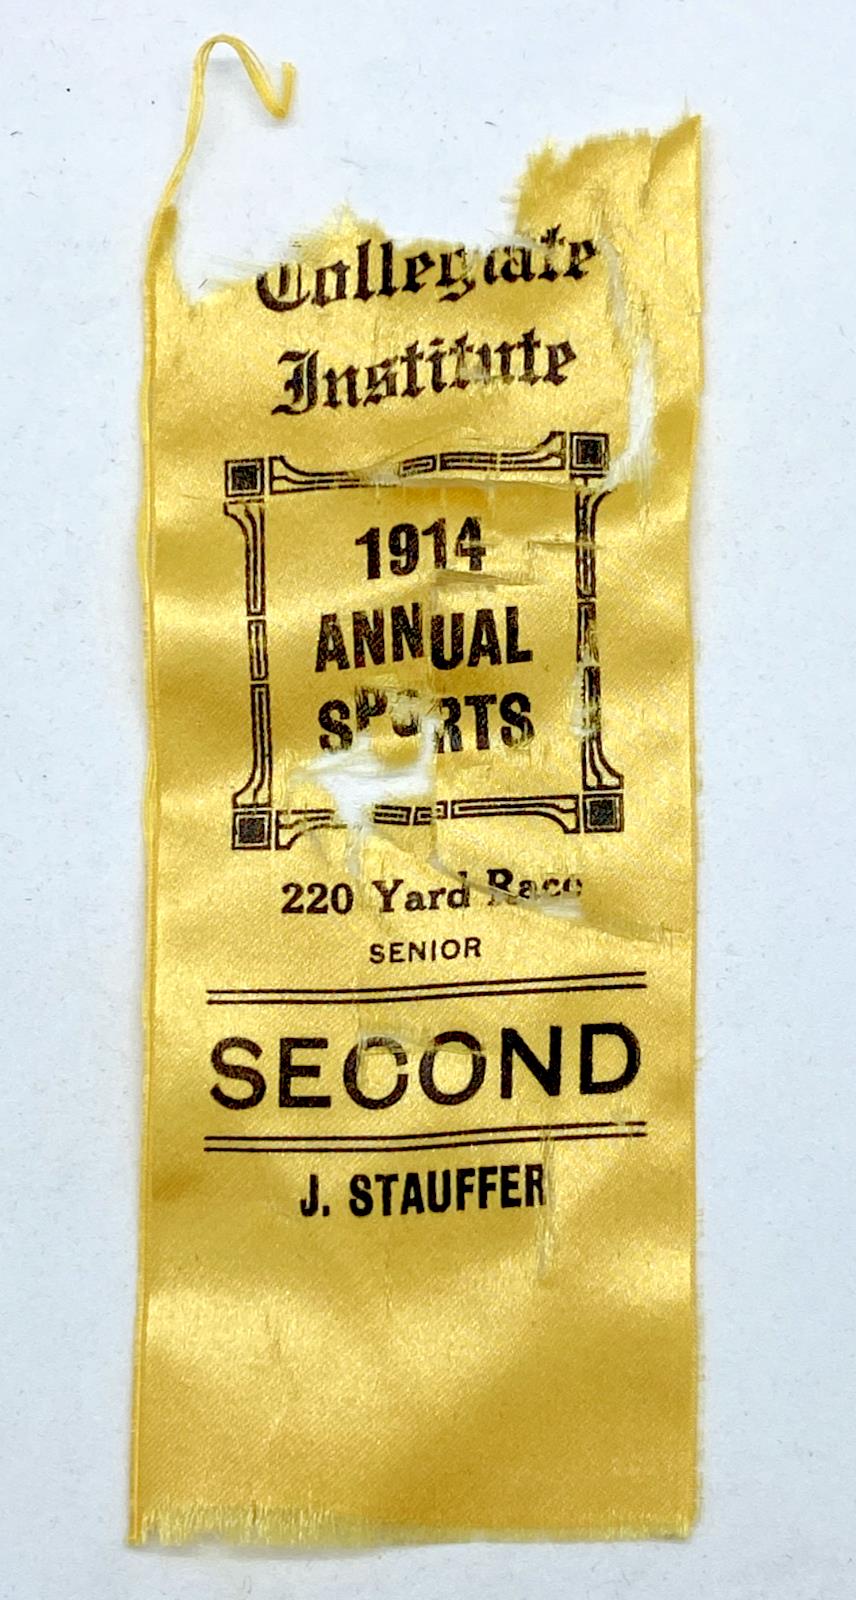 Collegiate
Institute
1914
ANNUAL
SPORTS
220 Yard Race
SENIOR
SECOND
J. STAUFFER